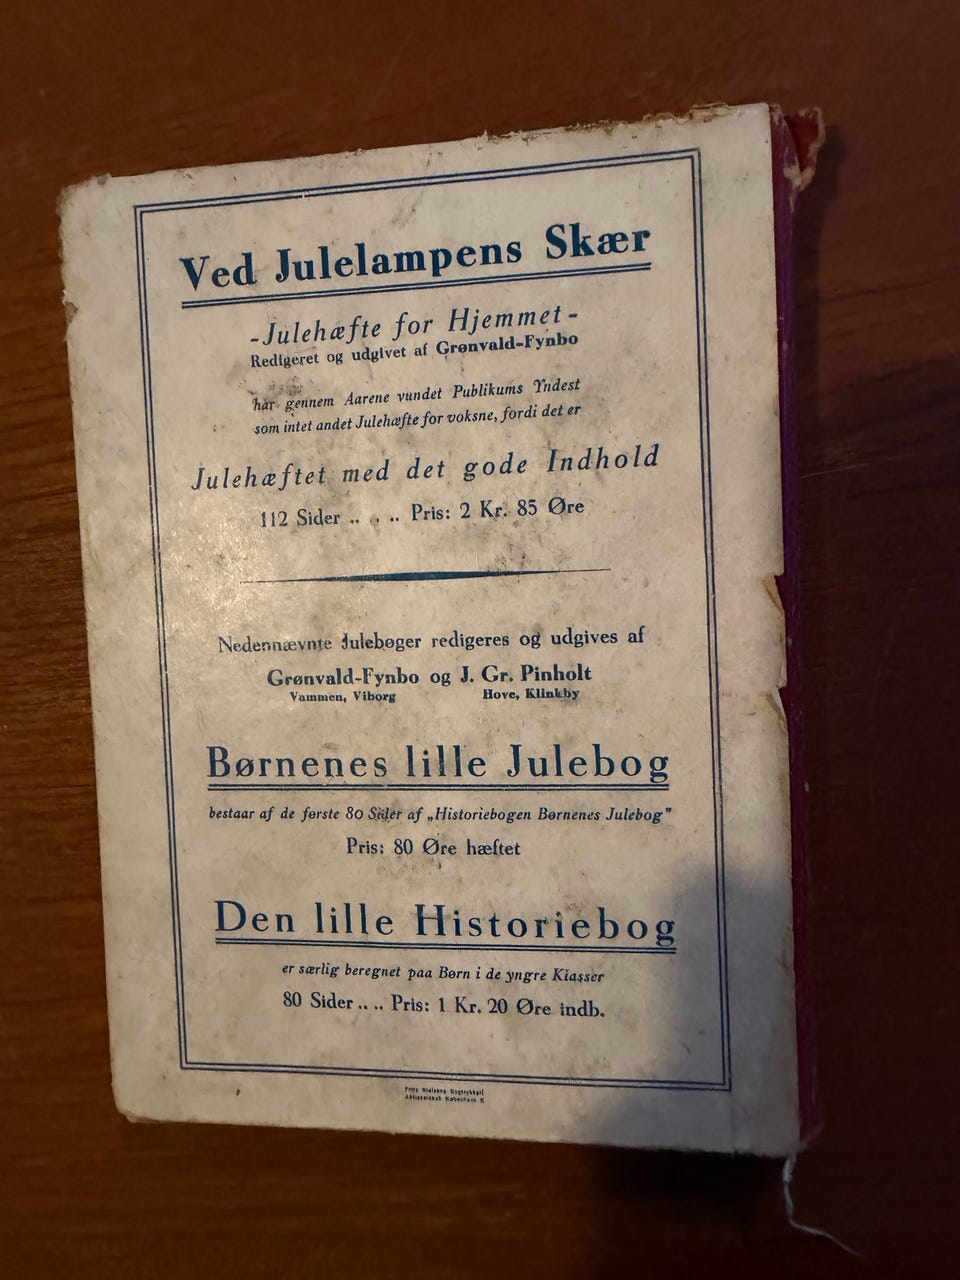 Ved Julelampens Skær
-Julehæfte for Hjemmet-
Redigeret og udgivet af Grønvald-Fynbo
har gennem Aarene vundet Publikums Yndest
som intet andet Julehæfte for voksne, fordi det er
Julehæftet med det gode Indhold
112 Sider .. .. .. Pris: 2 Kr. 85 Øre
Nedennævnte Julebøger redigeres og udgives af
Grønvald-Fynbo og J. Gr. Pinholt
Vammen, Viborg Hove, Klinkby
Børnenes lille Julebog
bestaar af de første 80 Sider af „Historiebogen Børnenes Julebog"
Pris: 80 Øre hæftet
Den lille Historiebog
er særlig beregnet paa Børn i de yngre Klasser
80 Sider .. .. Pris: 1 Kr. 20 Øre indb.
Nielsens Bogtrykkeri
Aktieselskab København K